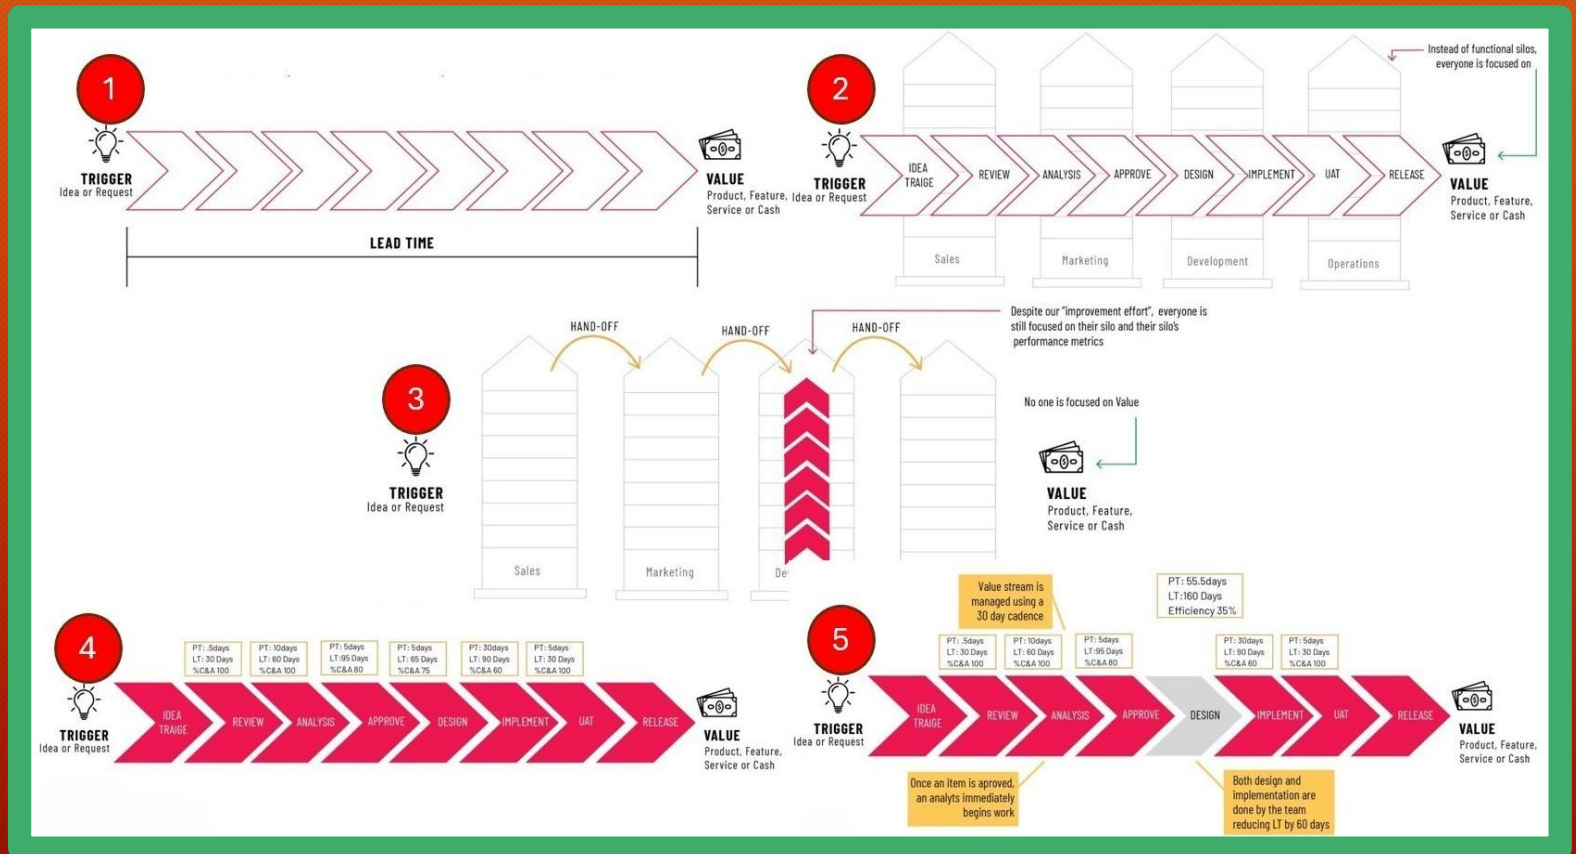 1
TRIGGER
Idea or Request
VALUE
Product, Feature,
Service or Cash
LEAD TIME
2
TRIGGER
Idea or Request
IDEA
TRAIGE
REVIEW
ANALYSIS
APPROVE
DESIGN
IMPLEMENT
UAT
RELEASE
Sales
Marketing
Development
Operations
Instead of functional silos,
everyone is focused on
VALUE
Product, Feature,
Service or Cash
3
TRIGGER
Idea or Request
HAND-OFF
HAND-OFF
HAND-OFF
Sales
Marketing
De
Despite our "improvement effort", everyone is
still focused on their silo and their silo's
performance metrics
No one is focused on Value
VALUE
Product, Feature,
Service or Cash
4
TRIGGER
Idea or Request
PT: .5days
LT: 30 Days
%C&A 100
PT: 10days
LT: 60 Days
%C&A 100
PT: 5days
LT:95 Days
%C&A 80
PT: 5days
LT: 65 Days
%C&A 75
PT: 30days
LT: 90 Days
%C&A 60
PT: 5days
LT: 30 Days
%C&A 100
IDEA
TRAIGE
REVIEW
ANALYSIS
APPROVE
DESIGN
IMPLEMENT
UAT
RELEASE
VALUE
Product, Feature,
Service or Cash
5
TRIGGER
Idea or Request
Value stream is
managed using a
30 day cadence
PT: 55.5days
LT:160 Days
Efficiency 35%
PT: .5days
LT: 30 Days
%C&A 100
PT: 10days
LT: 60 Days
%C&A 100
PT: 5days
LT:95 Days
%C&A 80
PT: 30days
LT: 90 Days
%C&A 60
PT: 5days
LT: 30 Days
%C&A 100
IDEA
TRAIGE
REVIEW
ANALYSIS
APPROVE
DESIGN
IMPLEMENT
UAT
RELEASE
VALUE
Product, Feature,
Service or Cash
Once an item is aproved,
an analyts immediately
begins work
Both design and
implementation are
done by the team
reducing LT by 60 days